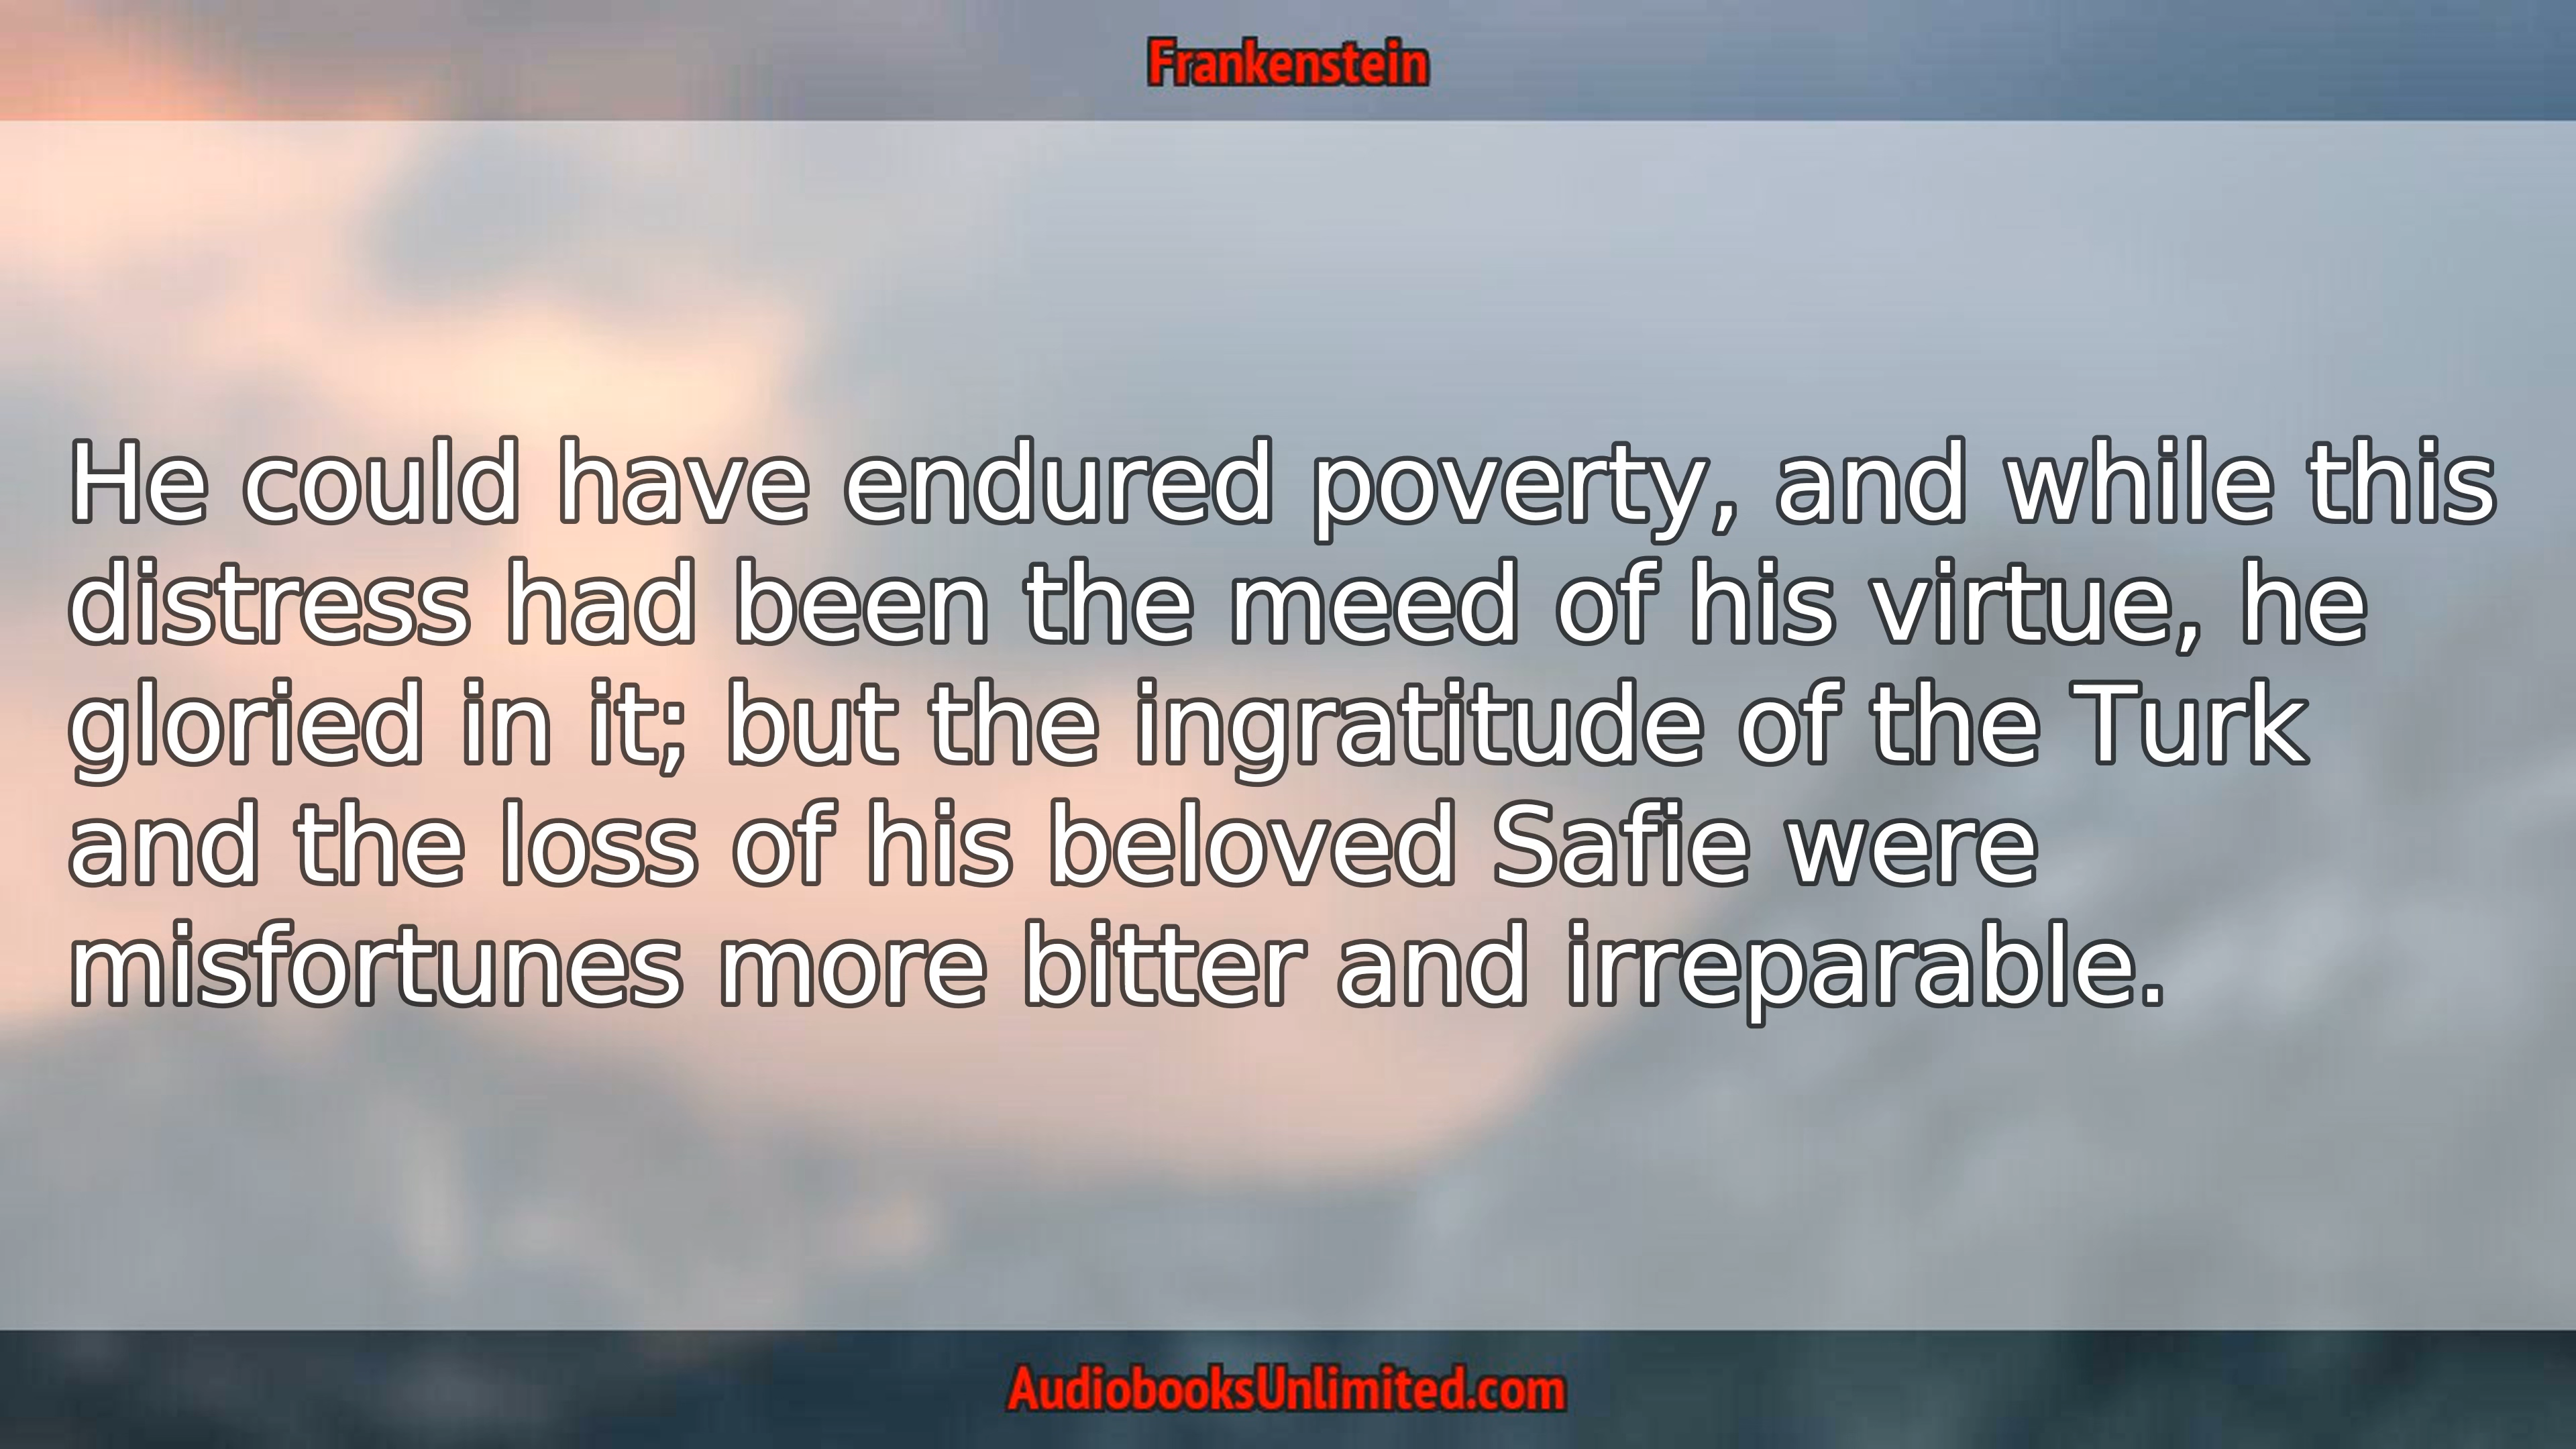 Frankenstein
He could have endured poverty, and while this
distress had been the meed of his virtue, he
gloried in it; but the ingratitude of the Turk
and the loss of his beloved Safie were
misfortunes more bitter and irreparable.
AudiobooksUnlimited.com